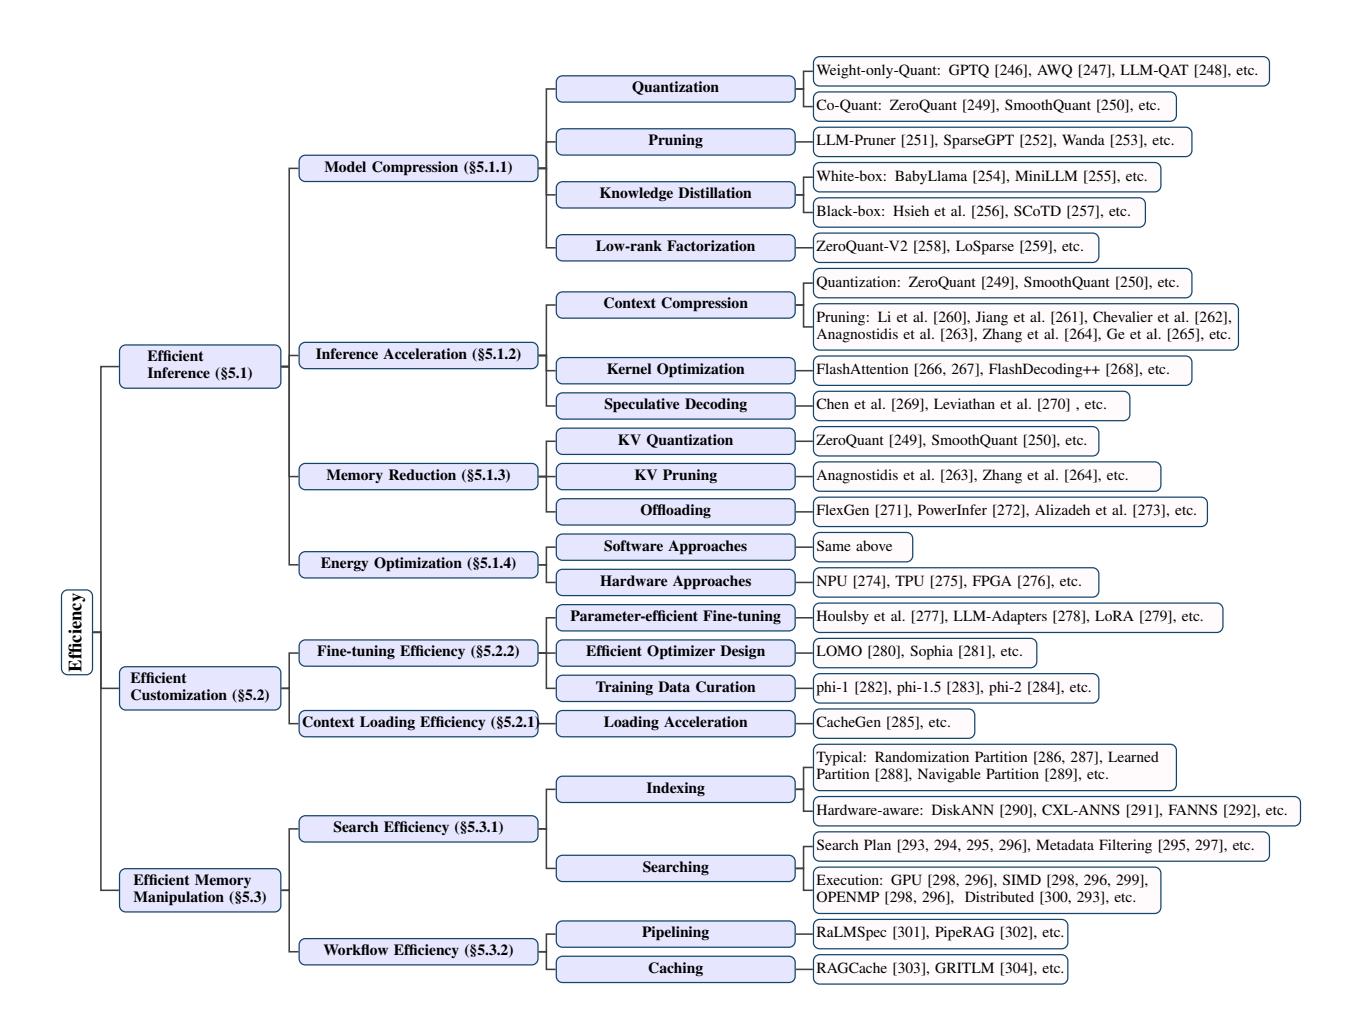 Efficiency
Efficient
Inference (§5.1)
Model Compression (§5.1.1)
Quantization
Weight-only-Quant: GPTQ [246], AWQ [247], LLM-QAT [248], etc.
Co-Quant: ZeroQuant [249], SmoothQuant [250], etc.
Pruning
LLM-Pruner [251], SparseGPT [252], Wanda [253], etc.
Knowledge Distillation
White-box: BabyLlama [254], MiniLLM [255], etc.
Black-box: Hsieh et al. [256], SCoTD [257], etc.
Low-rank Factorization
ZeroQuant-V2 [258], LoSparse [259], etc.
Inference Acceleration (§5.1.2)
Context Compression
Quantization: ZeroQuant [249], SmoothQuant [250], etc.
Pruning: Li et al. [260], Jiang et al. [261], Chevalier et al. [262],
Anagnostidis et al. [263], Zhang et al. [264], Ge et al. [265], etc.
Kernel Optimization
FlashAttention [266, 267], FlashDecoding++ [268], etc.
Speculative Decoding
Chen et al. [269], Leviathan et al. [270] , etc.
Memory Reduction (§5.1.3)
KV Quantization
ZeroQuant [249], SmoothQuant [250], etc.
KV Pruning
Anagnostidis et al. [263], Zhang et al. [264], etc.
Offloading
FlexGen [271], PowerInfer [272], Alizadeh et al. [273], etc.
Energy Optimization (§5.1.4)
Software Approaches
Same above
Hardware Approaches
NPU [274], TPU [275], FPGA [276], etc.
Efficient
Customization (§5.2)
Fine-tuning Efficiency (§5.2.2)
Parameter-efficient Fine-tuning
Houlsby et al. [277], LLM-Adapters [278], LoRA [279], etc.
Efficient Optimizer Design
LOMO [280], Sophia [281], etc.
Training Data Curation
phi-1 [282], phi-1.5 [283], phi-2 [284], etc.
Context Loading Efficiency (§5.2.1)
Loading Acceleration
CacheGen [285], etc.
Efficient Memory
Manipulation (§5.3)
Search Efficiency (§5.3.1)
Indexing
Typical: Randomization Partition [286, 287], Learned
Partition [288], Navigable Partition [289], etc.
Hardware-aware: DiskANN [290], CXL-ANNS [291], FANNS [292], etc.
Searching
Search Plan [293, 294, 295, 296], Metadata Filtering [295, 297], etc.
Execution: GPU [298, 296], SIMD [298, 296, 299],
OPENMP [298, 296], Distributed [300, 293], etc.
Workflow Efficiency (§5.3.2)
Pipelining
RaLMSpec [301], PipeRAG [302], etc.
Caching
RAGCache [303], GRITLM [304], etc.